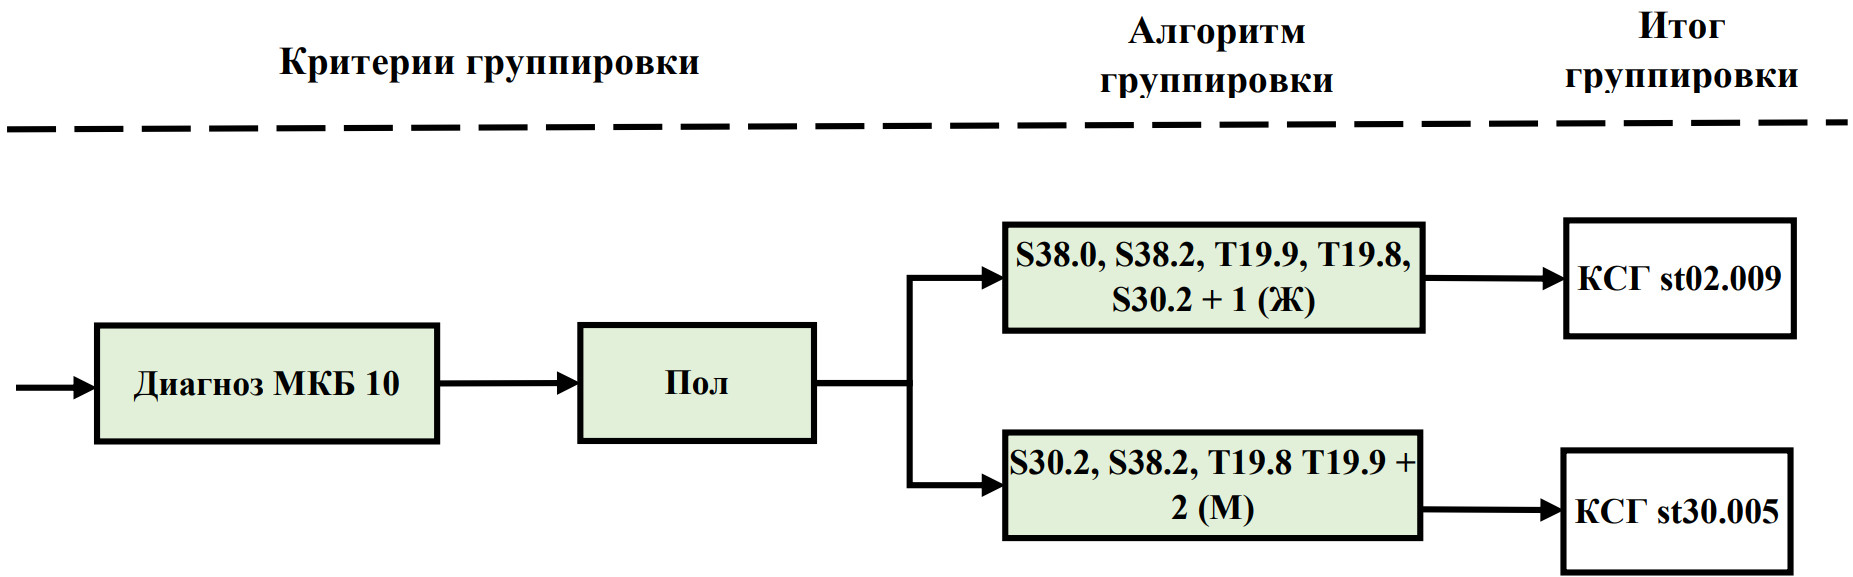 Критерии группировки
Алгоритм
группировки
Итог
группировки
Диагноз МКБ 10
Пол
S38.0, S38.2, T19.9, T19.8,
S30.2 + 1 (Ж)
КСГ st02.009
S30.2, S38.2, T19.8 T19.9 +
2 (М)
КСГ st30.005